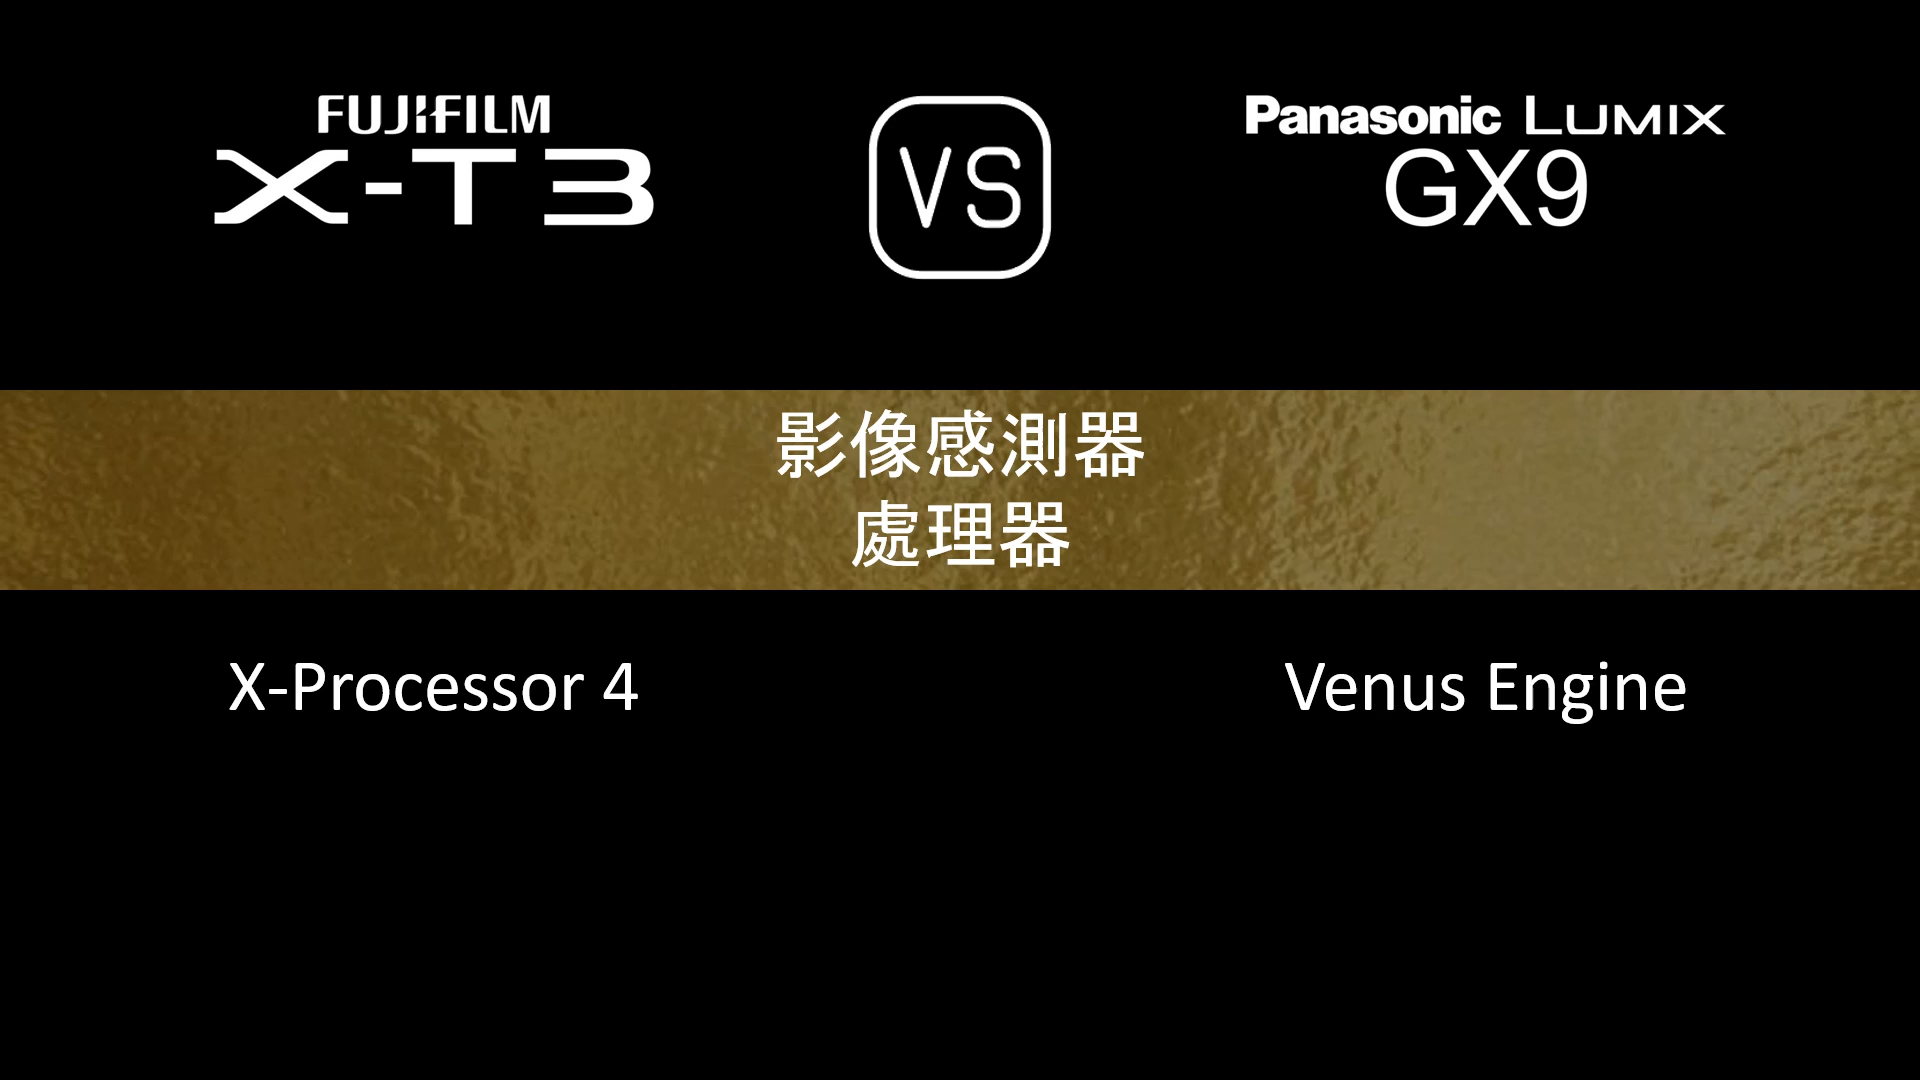 FUJIFILM
X-T3
VS
Panasonic LUMIX
GX9
影像感測器
處理器
X-Processor 4
Venus Engine